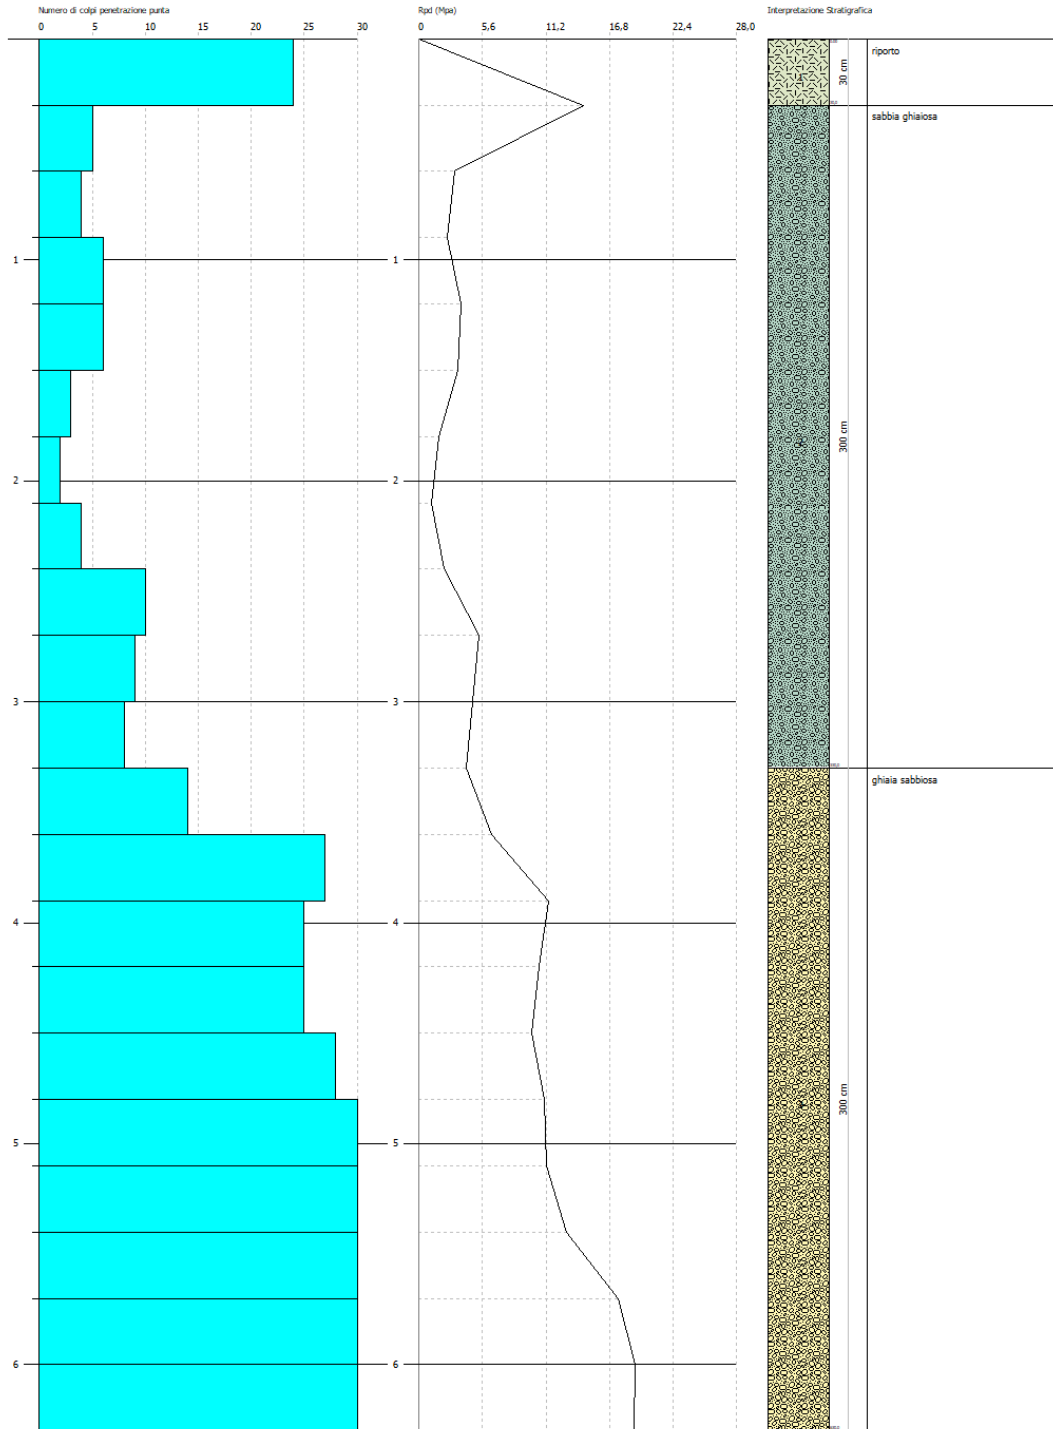 Numero di colpi penetrazione punta
Rpd (Mpa)
Interpretazione Stratigrafica
0 5 10 15 20 25 30
0 5,6 11,2 16,8 22,4 28,0
riporto
30 cm
sabbia ghiaiosa
1 1
300 cm
2 2
3 3
ghiaia sabbiosa
4 4
300 cm
5 5
6 6